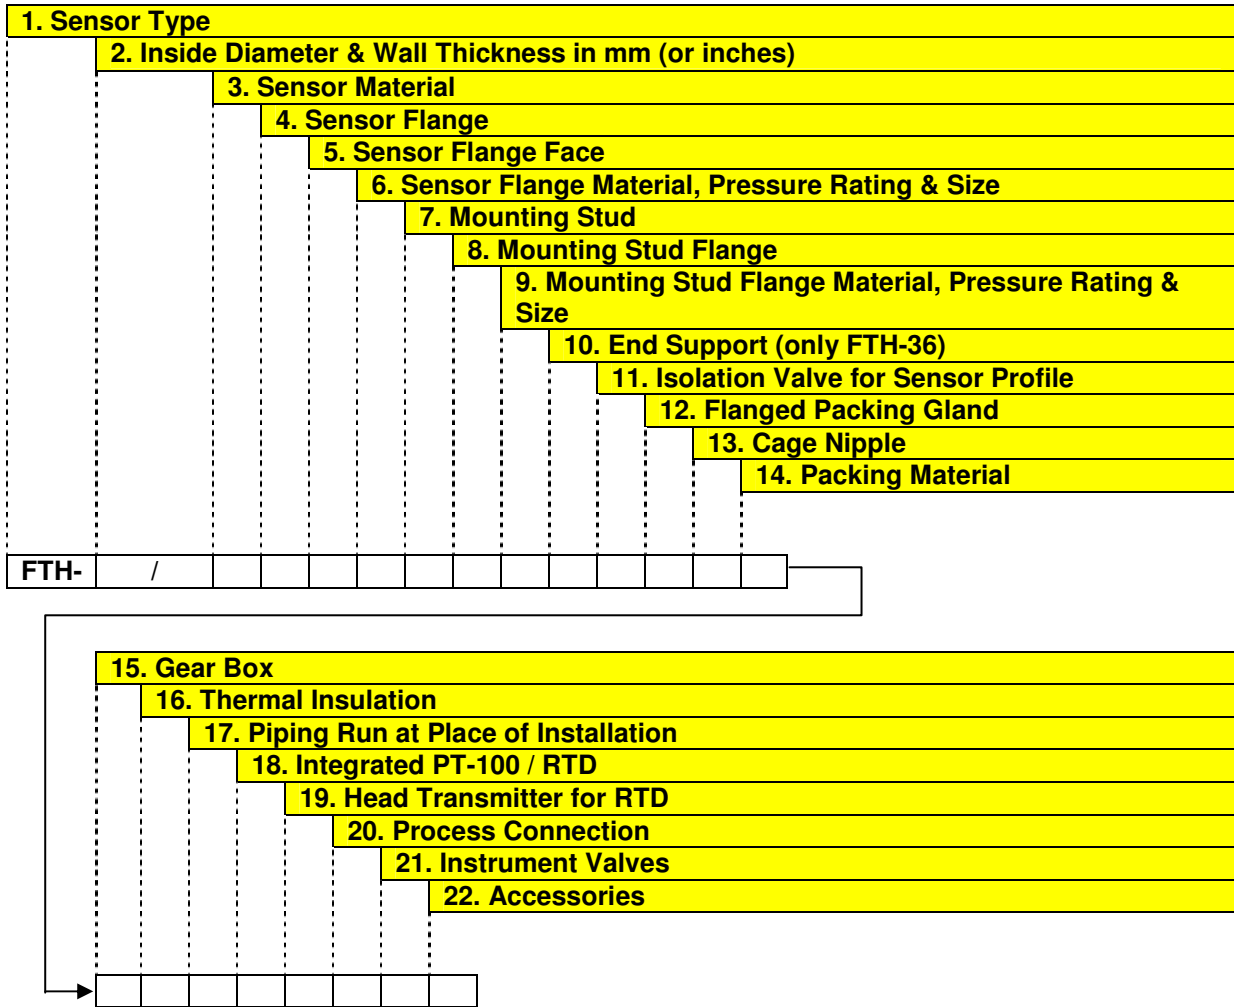 1. Sensor Type
2. Inside Diameter & Wall Thickness in mm (or inches)
3. Sensor Material
4. Sensor Flange
5. Sensor Flange Face
6. Sensor Flange Material, Pressure Rating & Size
7. Mounting Stud
8. Mounting Stud Flange
9. Mounting Stud Flange Material, Pressure Rating &
Size
10. End Support (only FTH-36)
11. Isolation Valve for Sensor Profile
12. Flanged Packing Gland
13. Cage Nipple
14. Packing Material
FTH- /
15. Gear Box
16. Thermal Insulation
17. Piping Run at Place of Installation
18. Integrated PT-100 / RTD
19. Head Transmitter for RTD
20. Process Connection
21. Instrument Valves
22. Accessories